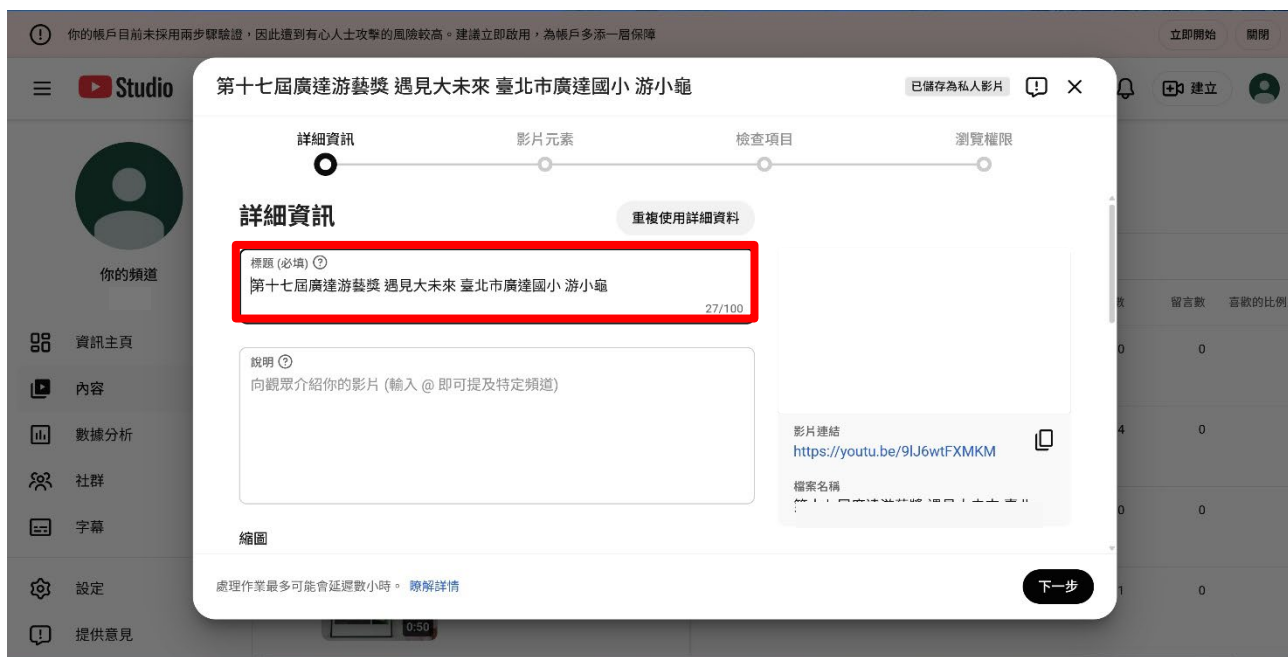 你的帳戶目前未採用兩步驟驗證，因此遭到有心人士攻擊的風險較高。建議立即啟用，為帳戶多添一層保障
立即開始
關閉
Studio
建立
第十七屆廣達游藝獎 遇見大未來 臺北市廣達國小 游小龜
已儲存為私人影片
詳細資訊
影片元素
檢查項目
瀏覽權限
詳細資訊
重複使用詳細資料
標題 (必填)
第十七屆廣達游藝獎 遇見大未來 臺北市廣達國小 游小龜
27/100
說明
向觀眾介紹你的影片 (輸入 @ 即可提及特定頻道)
影片連結
https://youtu.be/9lJ6wtFXMKM
檔案名稱
縮圖
處理作業最多可能會延遲數小時。 瞭解詳情
下一步
你的頻道
資訊主頁
內容
數據分析
社群
字幕
設定
提供意見
留言數
喜歡的比例
0
0
4
0
0
0
1
0
0:50